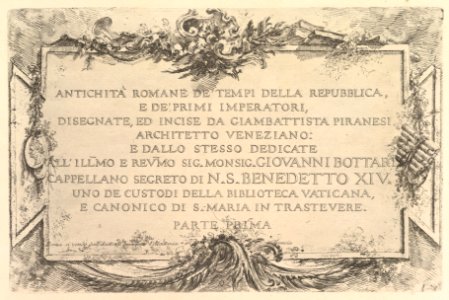 ANTICHITA' ROMANE DE' TEMPI DELLA REPUBBLICA,
E DE' PRIMI IMPERATORI,
DISEGNATE, ED INCISE DA GIAMBATTISTA PIRANESI
ARCHITETTO VENEZIANO:
E DALLO STESSO DEDICATE
ALL'ILLMO E REVMO SIG. MONSIG. GIOVANNI BOTTARI
CAPPELLANO SEGRETO DI N.S. BENEDETTO XIV.
UNO DE CUSTODI DELLA BIBLIOTECA VATICANA,
E CANONICO DI S. MARIA IN TRASTEVERE.
PARTE PRIMA